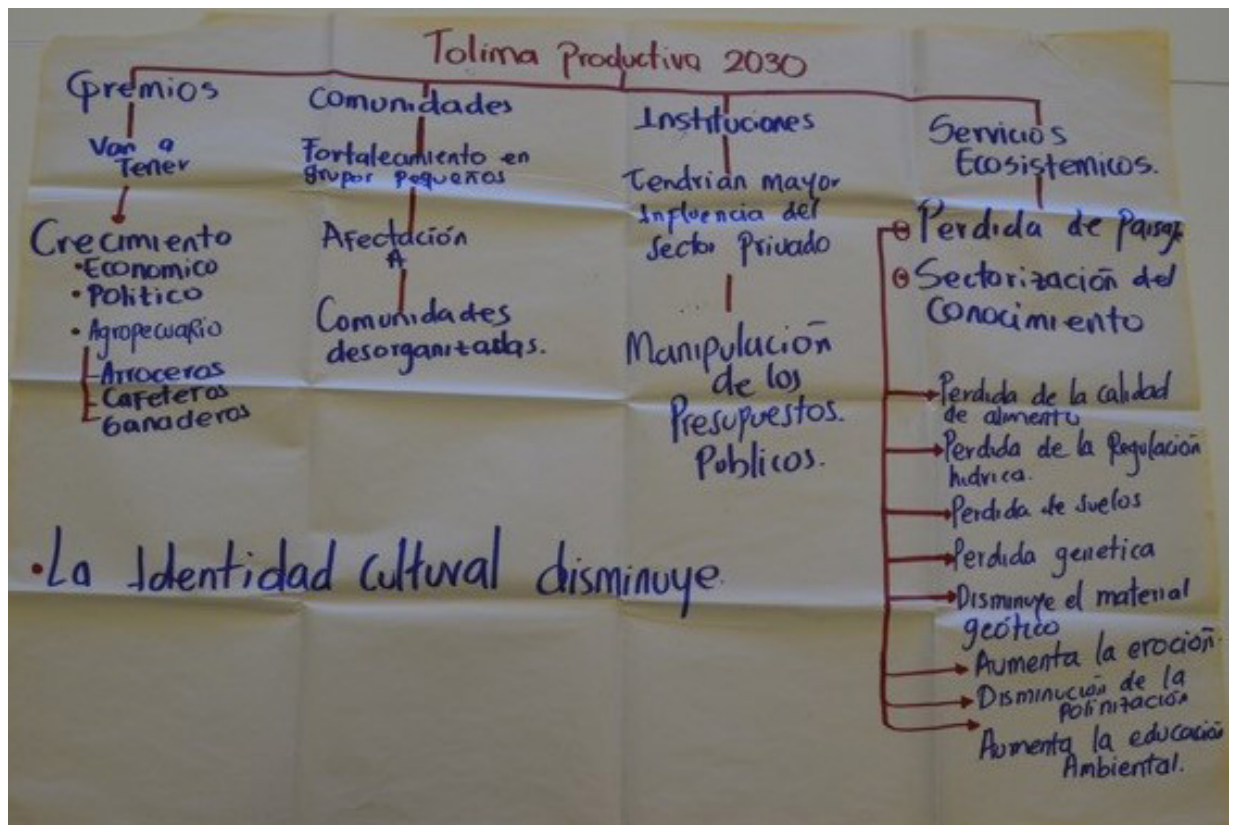 Tolima Productiva 2030
Gremios
Van a
Tener
Crecimiento
•Economico
•Politico
•Agropecuario
Arroceros
Cafeteros
Ganaderos
Comunidades
Fortalecimiento en
grupor pequeños
Afectación
A
Comunidades
desorganizadas.
Instituciones
Tendrian mayor
Influencia del
Sector Privado
Manipulación
de los
Presupuestos.
Publicos.
Servicios
Ecosistemicos.
Perdida de Paisaje
Sectorización del
Conocimiento
Perdida de la calidad
de alimento
Perdida de la Regulación
hidrica.
Perdida de suelos
Perdida genetica
Disminuye el material
geótico
Aumenta la eroción.
Disminución de la
Polinización
Aumenta la educación
Ambiental.
•La Identidad Cultural disminuye.